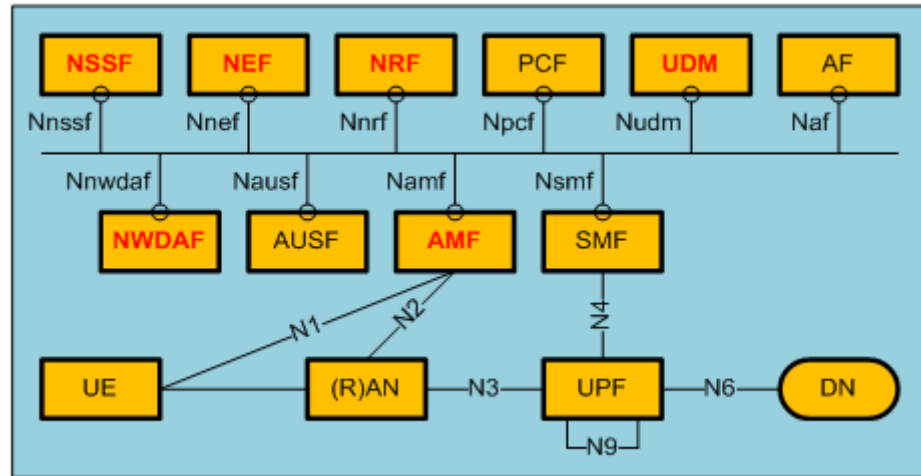 NSSF NEF NRF PCF UDM AF
Nnssf Nnef Nnrf Npcf Nudm Naf
Nnwdaf Nausf Namf Nsmf
NWDAF AUSF AMF SMF
N1 N2 N4
UE (R)AN N3 UPF N6 DN
N9